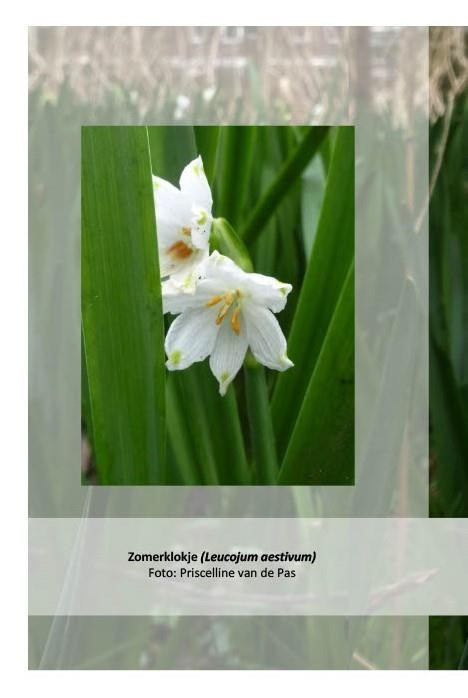 Zomerklokje (Leucojum aestivum)
Foto: Priscelline van de Pas